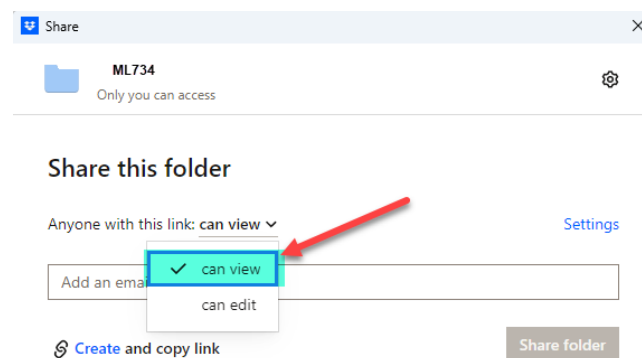 Share
ML734
Only you can access
Share this folder
Anyone with this link: can view
Settings
Add an ema
can view
can edit
Create and copy link
Share folder